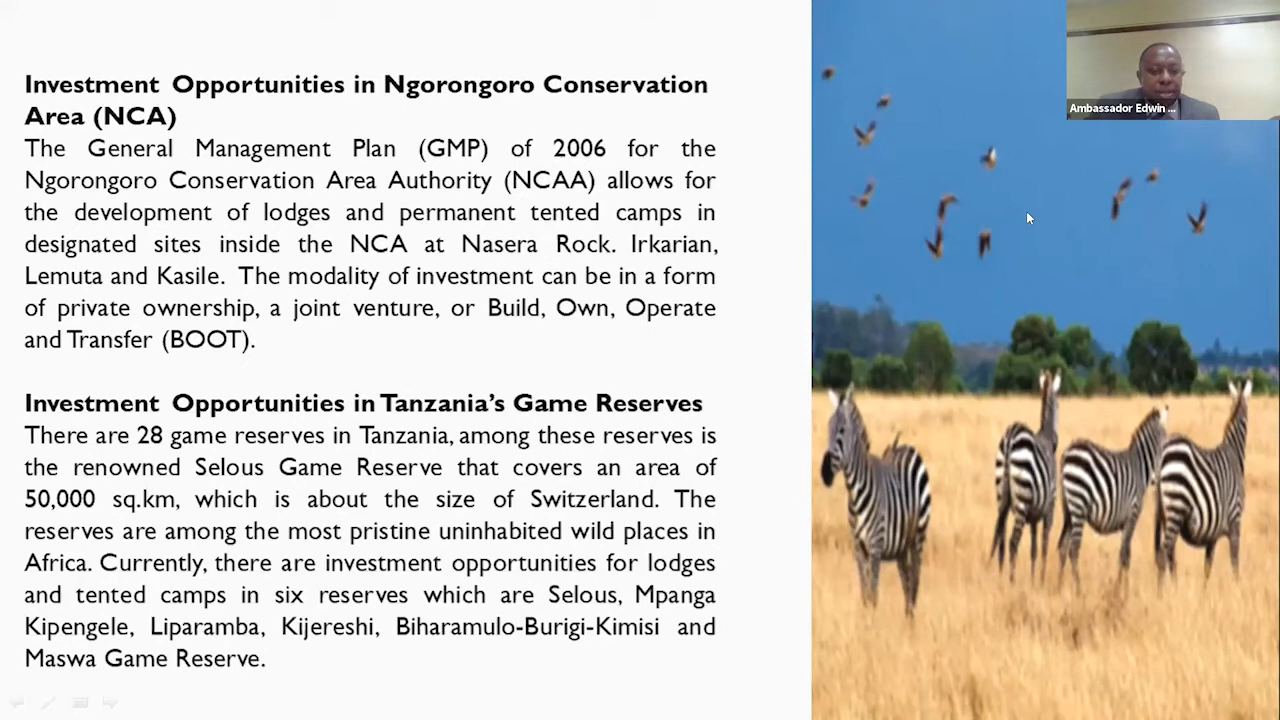 Investment Opportunities in Ngorongoro Conservation
Area (NCA)
The General Management Plan (GMP) of 2006 for the
Ngorongoro Conservation Area Authority (NCAA) allows for
the development of lodges and permanent tented camps in
designated sites inside the NCA at Nasera Rock. Irkarian,
Lemuta and Kasile. The modality of investment can be in a form
of private ownership, a joint venture, or Build, Own, Operate
and Transfer (BOOT).
Investment Opportunities in Tanzania's Game Reserves
There are 28 game reserves in Tanzania, among these reserves is
the renowned Selous Game Reserve that covers an area of
50,000 sq.km, which is about the size of Switzerland. The
reserves are among the most pristine uninhabited wild places in
Africa. Currently, there are investment opportunities for lodges
and tented camps in six reserves which are Selous, Mpanga
Kipengele, Liparamba, Kijereshi, Biharamulo-Burigi-Kimisi and
Maswa Game Reserve.
Ambassador Edwin ...